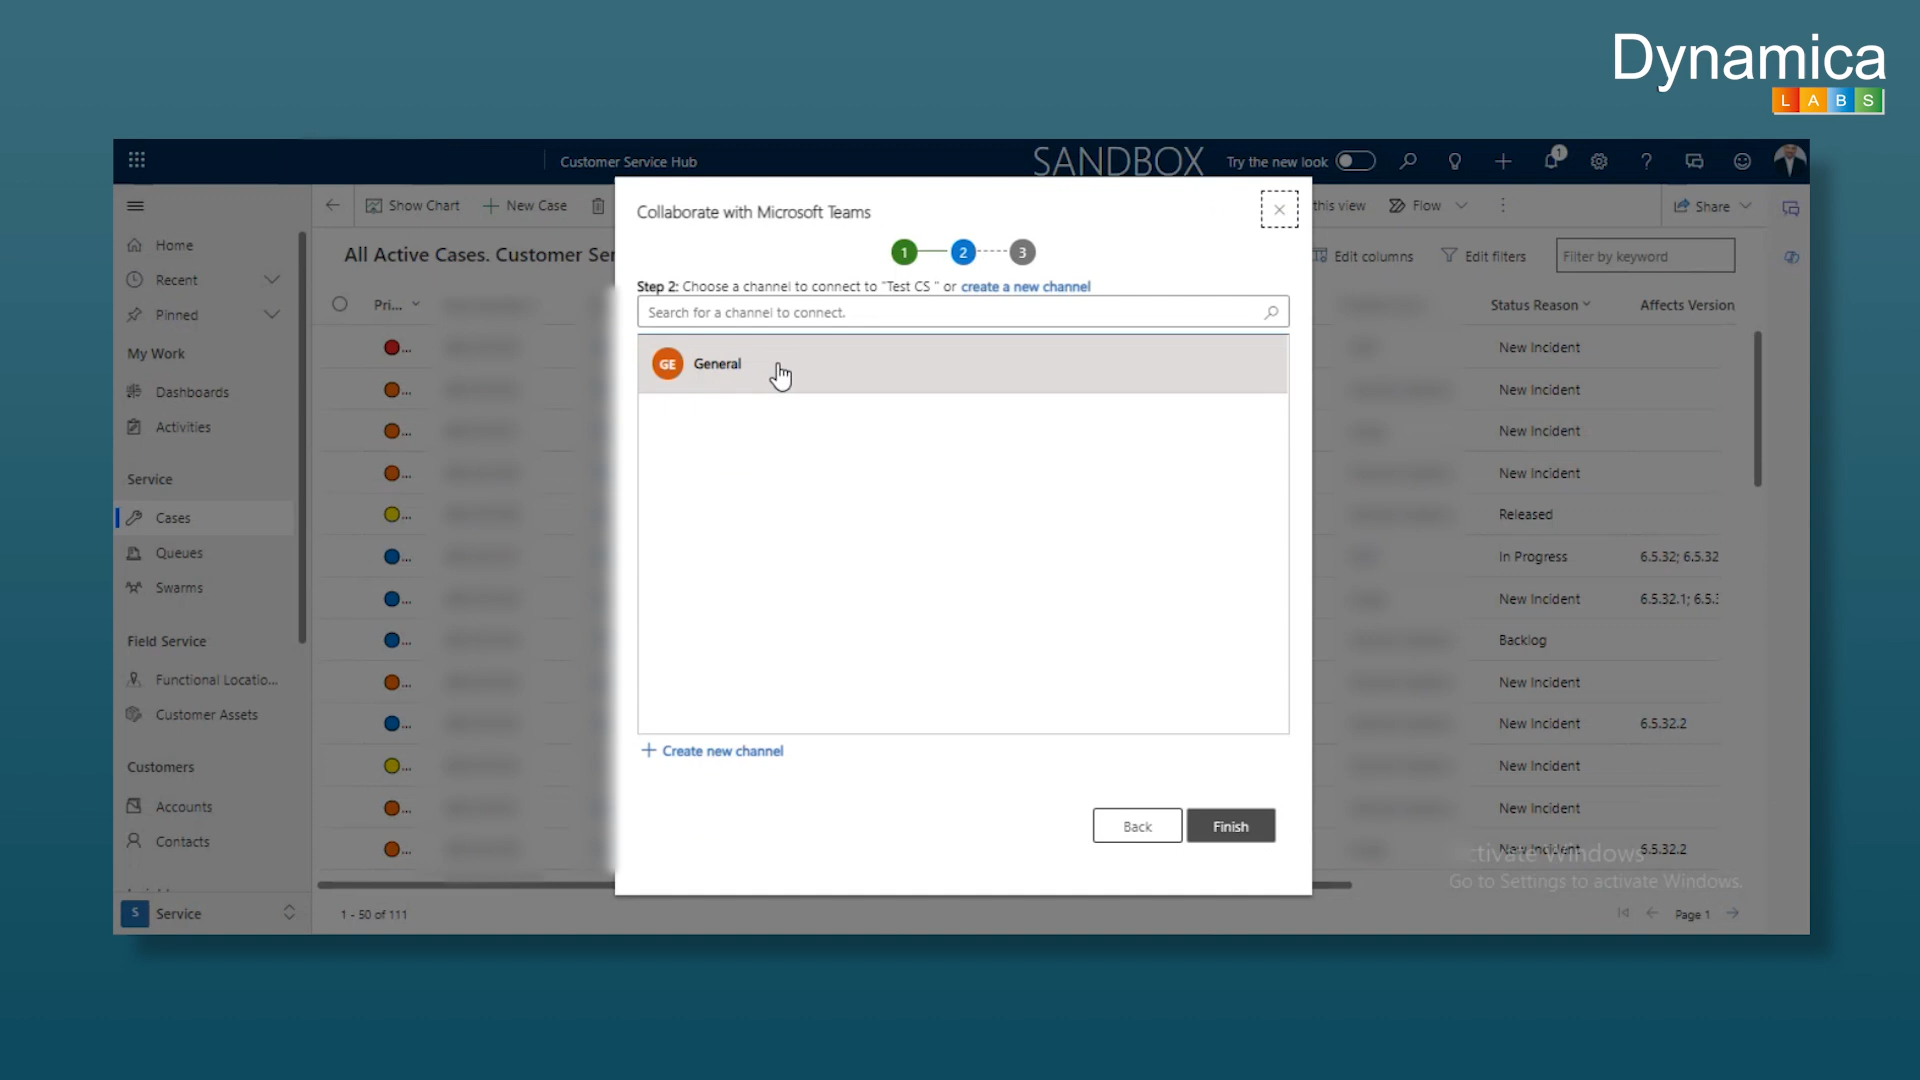 Dynamica
LABS
Customer Service Hub
SANDBOX
Try the new look
1
Show Chart
New Case
this view
Flow
Share
Collaborate with Microsoft Teams
1
2
3
Step 2: Choose a channel to connect to "Test CS " or create a new channel
Search for a channel to connect.
GE
General
Create new channel
Back
Finish
Home
Recent
Pinned
My Work
Dashboards
Activities
Service
Cases
Queues
Swarms
Field Service
Functional Locatio...
Customer Assets
Customers
Accounts
Contacts
S
Service
All Active Cases. Customer Ser
Edit columns
Edit filters
Filter by keyword
Pri...
Status Reason
Affects Version
New Incident
New Incident
New Incident
New Incident
Released
In Progress
6.5.32; 6.5.32
New Incident
6.5.32.1; 6.5.
Backlog
New Incident
New Incident
6.5.32.2
New Incident
New Incident
New Incident
6.5.32.2
Activate Windows
Go to Settings to activate Windows.
1 - 50 of 111
Page 1